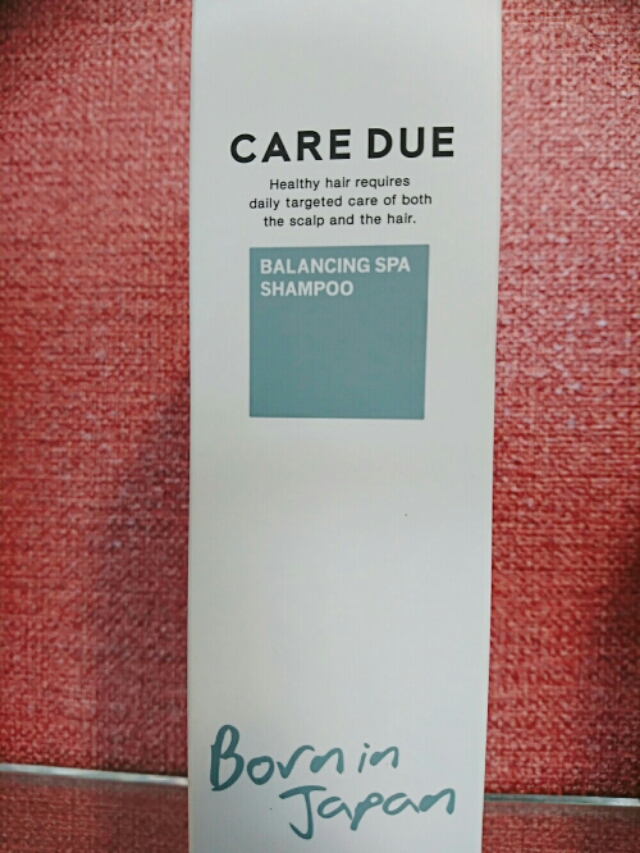 CARE DUE
Healthy hair requires
daily targeted care of both
the scalp and the hair.
BALANCING SPA
SHAMPOO
Born in
Japan